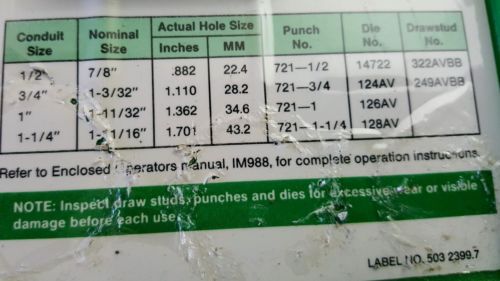 Conduit Size Nominal Size Actual Hole Size Inches MM Punch No. Die No. Drawstud No.
1/2" 7/8" .882 22.4 721—1/2 14722 322AVBB
3/4" 1-3/32" 1.110 28.2 721—3/4 124AV 249AVBB
1" 1-11/32" 1.362 34.6 721—1 126AV
1-1/4" 1-11/16" 1.701 43.2 721—1-1/4 128AV
Refer to Enclosed Operators manual, IM988, for complete operation instructions
NOTE: Inspect draw studs, punches and dies for excessive wear or visible
damage before each use.
LABEL NO. 503 2399.7